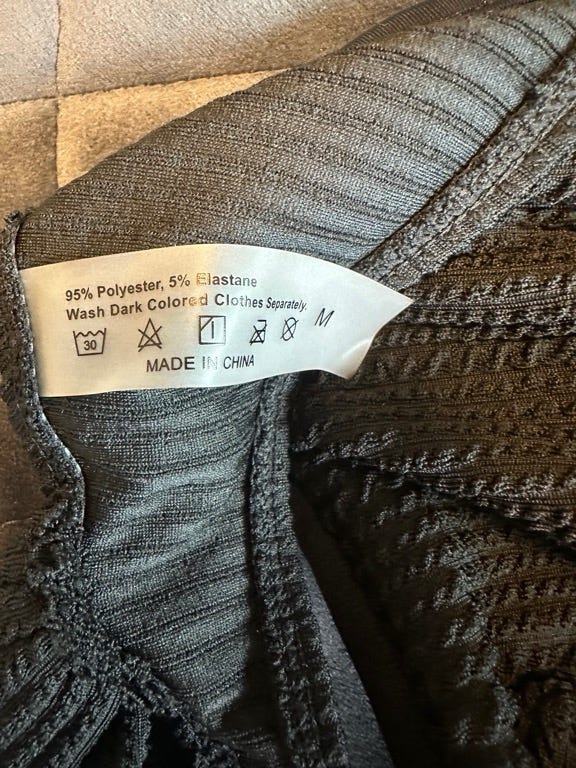 95% Polyester, 5% Elastane
Wash Dark Colored Clothes Separately.
30
M
MADE IN CHINA